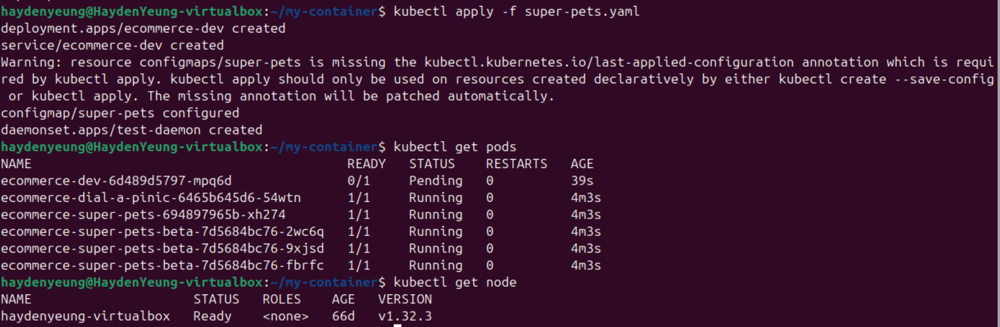 haydenyeung@HaydenYeung-virtualbox:~/my-container$ kubectl apply -f super-pets.yaml
deployment.apps/ecommerce-dev created
service/ecommerce-dev created
Warning: resource configmaps/super-pets is missing the kubectl.kubernetes.io/last-applied-configuration annotation which is requi
red by kubectl apply. kubectl apply should only be used on resources created declaratively by either kubectl create --save-config
 or kubectl apply. The missing annotation will be patched automatically.
configmap/super-pets configured
daemonset.apps/test-daemon created
haydenyeung@HaydenYeung-virtualbox:~/my-container$ kubectl get pods
NAME                                         READY   STATUS    RESTARTS   AGE
ecommerce-dev-6d489d5797-mpq6d               0/1     Pending   0          39s
ecommerce-dial-a-pinic-6465b645d6-54wtn      1/1     Running   0          4m3s
ecommerce-super-pets-694897965b-xh274        1/1     Running   0          4m3s
ecommerce-super-pets-beta-7d5684bc76-2wc6q   1/1     Running   0          4m3s
ecommerce-super-pets-beta-7d5684bc76-9xjsd   1/1     Running   0          4m3s
ecommerce-super-pets-beta-7d5684bc76-fbrfc   1/1     Running   0          4m3s
haydenyeung@HaydenYeung-virtualbox:~/my-container$ kubectl get node
NAME                     STATUS   ROLES    AGE   VERSION
haydenyeung-virtualbox   Ready    <none>   66d   v1.32.3